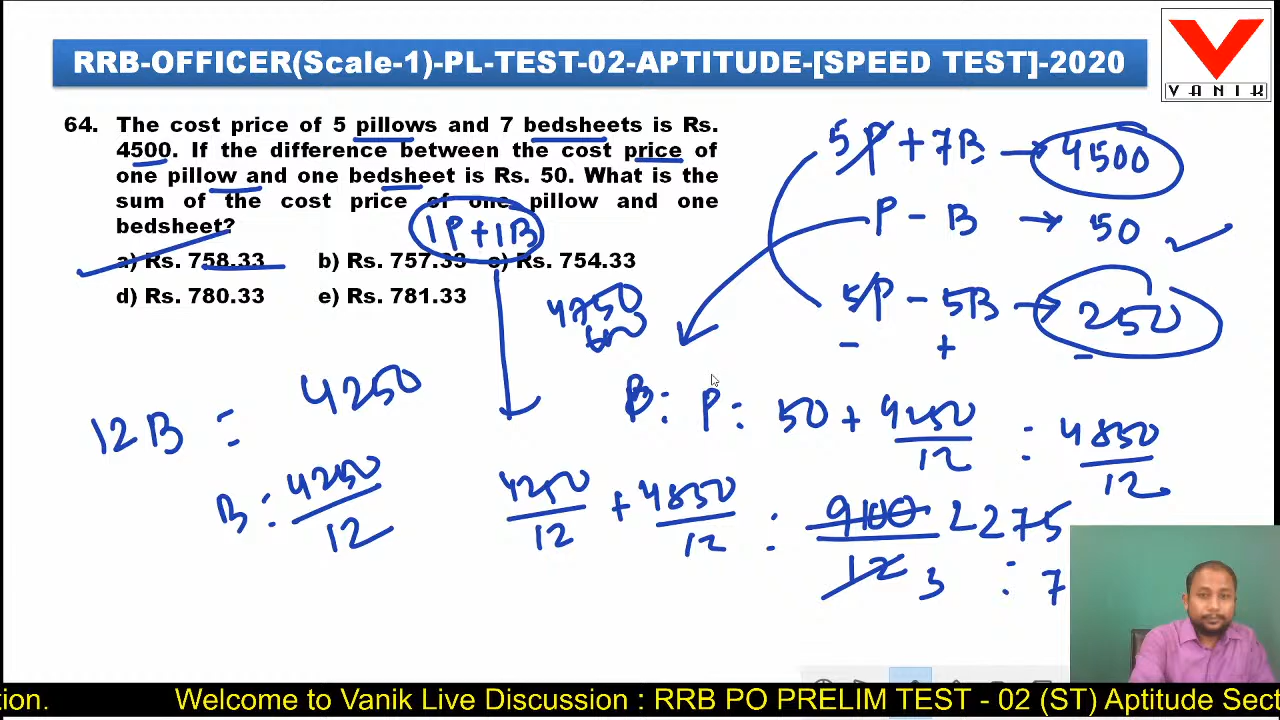 RRB-OFFICER(Scale-1)-PL-TEST-02-APTITUDE-[SPEED TEST]-2020
VANIK
64. The cost price of 5 pillows and 7 bedsheets is Rs.
4500. If the difference between the cost price of
one pillow and one bedsheet is Rs. 50. What is the
sum of the cost price of one pillow and one
bedsheet?
a) Rs. 758.33 b) Rs. 757.33 c) Rs. 754.33
d) Rs. 780.33 e) Rs. 781.33
1P+1B
5P + 7B → 4500
P - B → 50
5P - 5B → 250
- + -
4750
600
12B = 4250
B = 4250/12
B: P: 50 + 4250/12 = 4850/12
4250/12 + 4850/12 = 9100/12 2275
3 : 7
tion. Welcome to Vanik Live Discussion : RRB PO PRELIM TEST - 02 (ST) Aptitude Sect